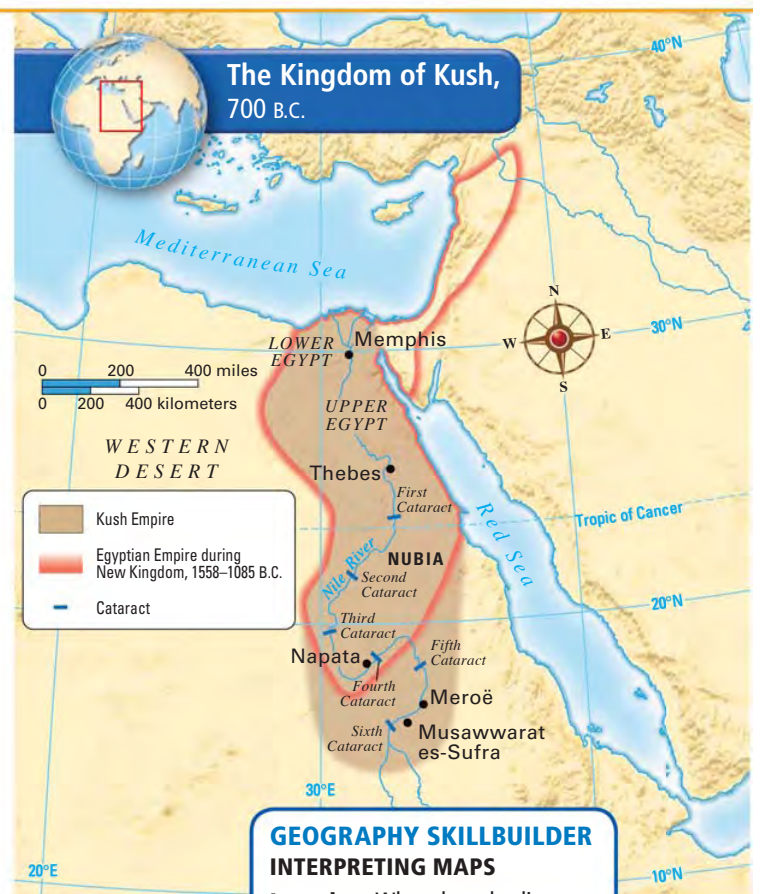 The Kingdom of Kush,
700 B.C.
40°N
Mediterranean Sea
N
W
E
S
30°N
LOWER
EGYPT
Memphis
0 200 400 miles
0 200 400 kilometers
UPPER
EGYPT
WESTERN
DESERT
Thebes
First
Cataract
Red Sea
Tropic of Cancer
Kush Empire
Egyptian Empire during
New Kingdom, 1558–1085 B.C.
Cataract
NUBIA
Nile River
Second
Cataract
20°N
Third
Cataract
Napata
Fifth
Cataract
Fourth
Cataract
Meroë
Sixth
Cataract
Musawwarat
es-Sufra
30°E
GEOGRAPHY SKILLBUILDER
INTERPRETING MAPS
20°E
10°N